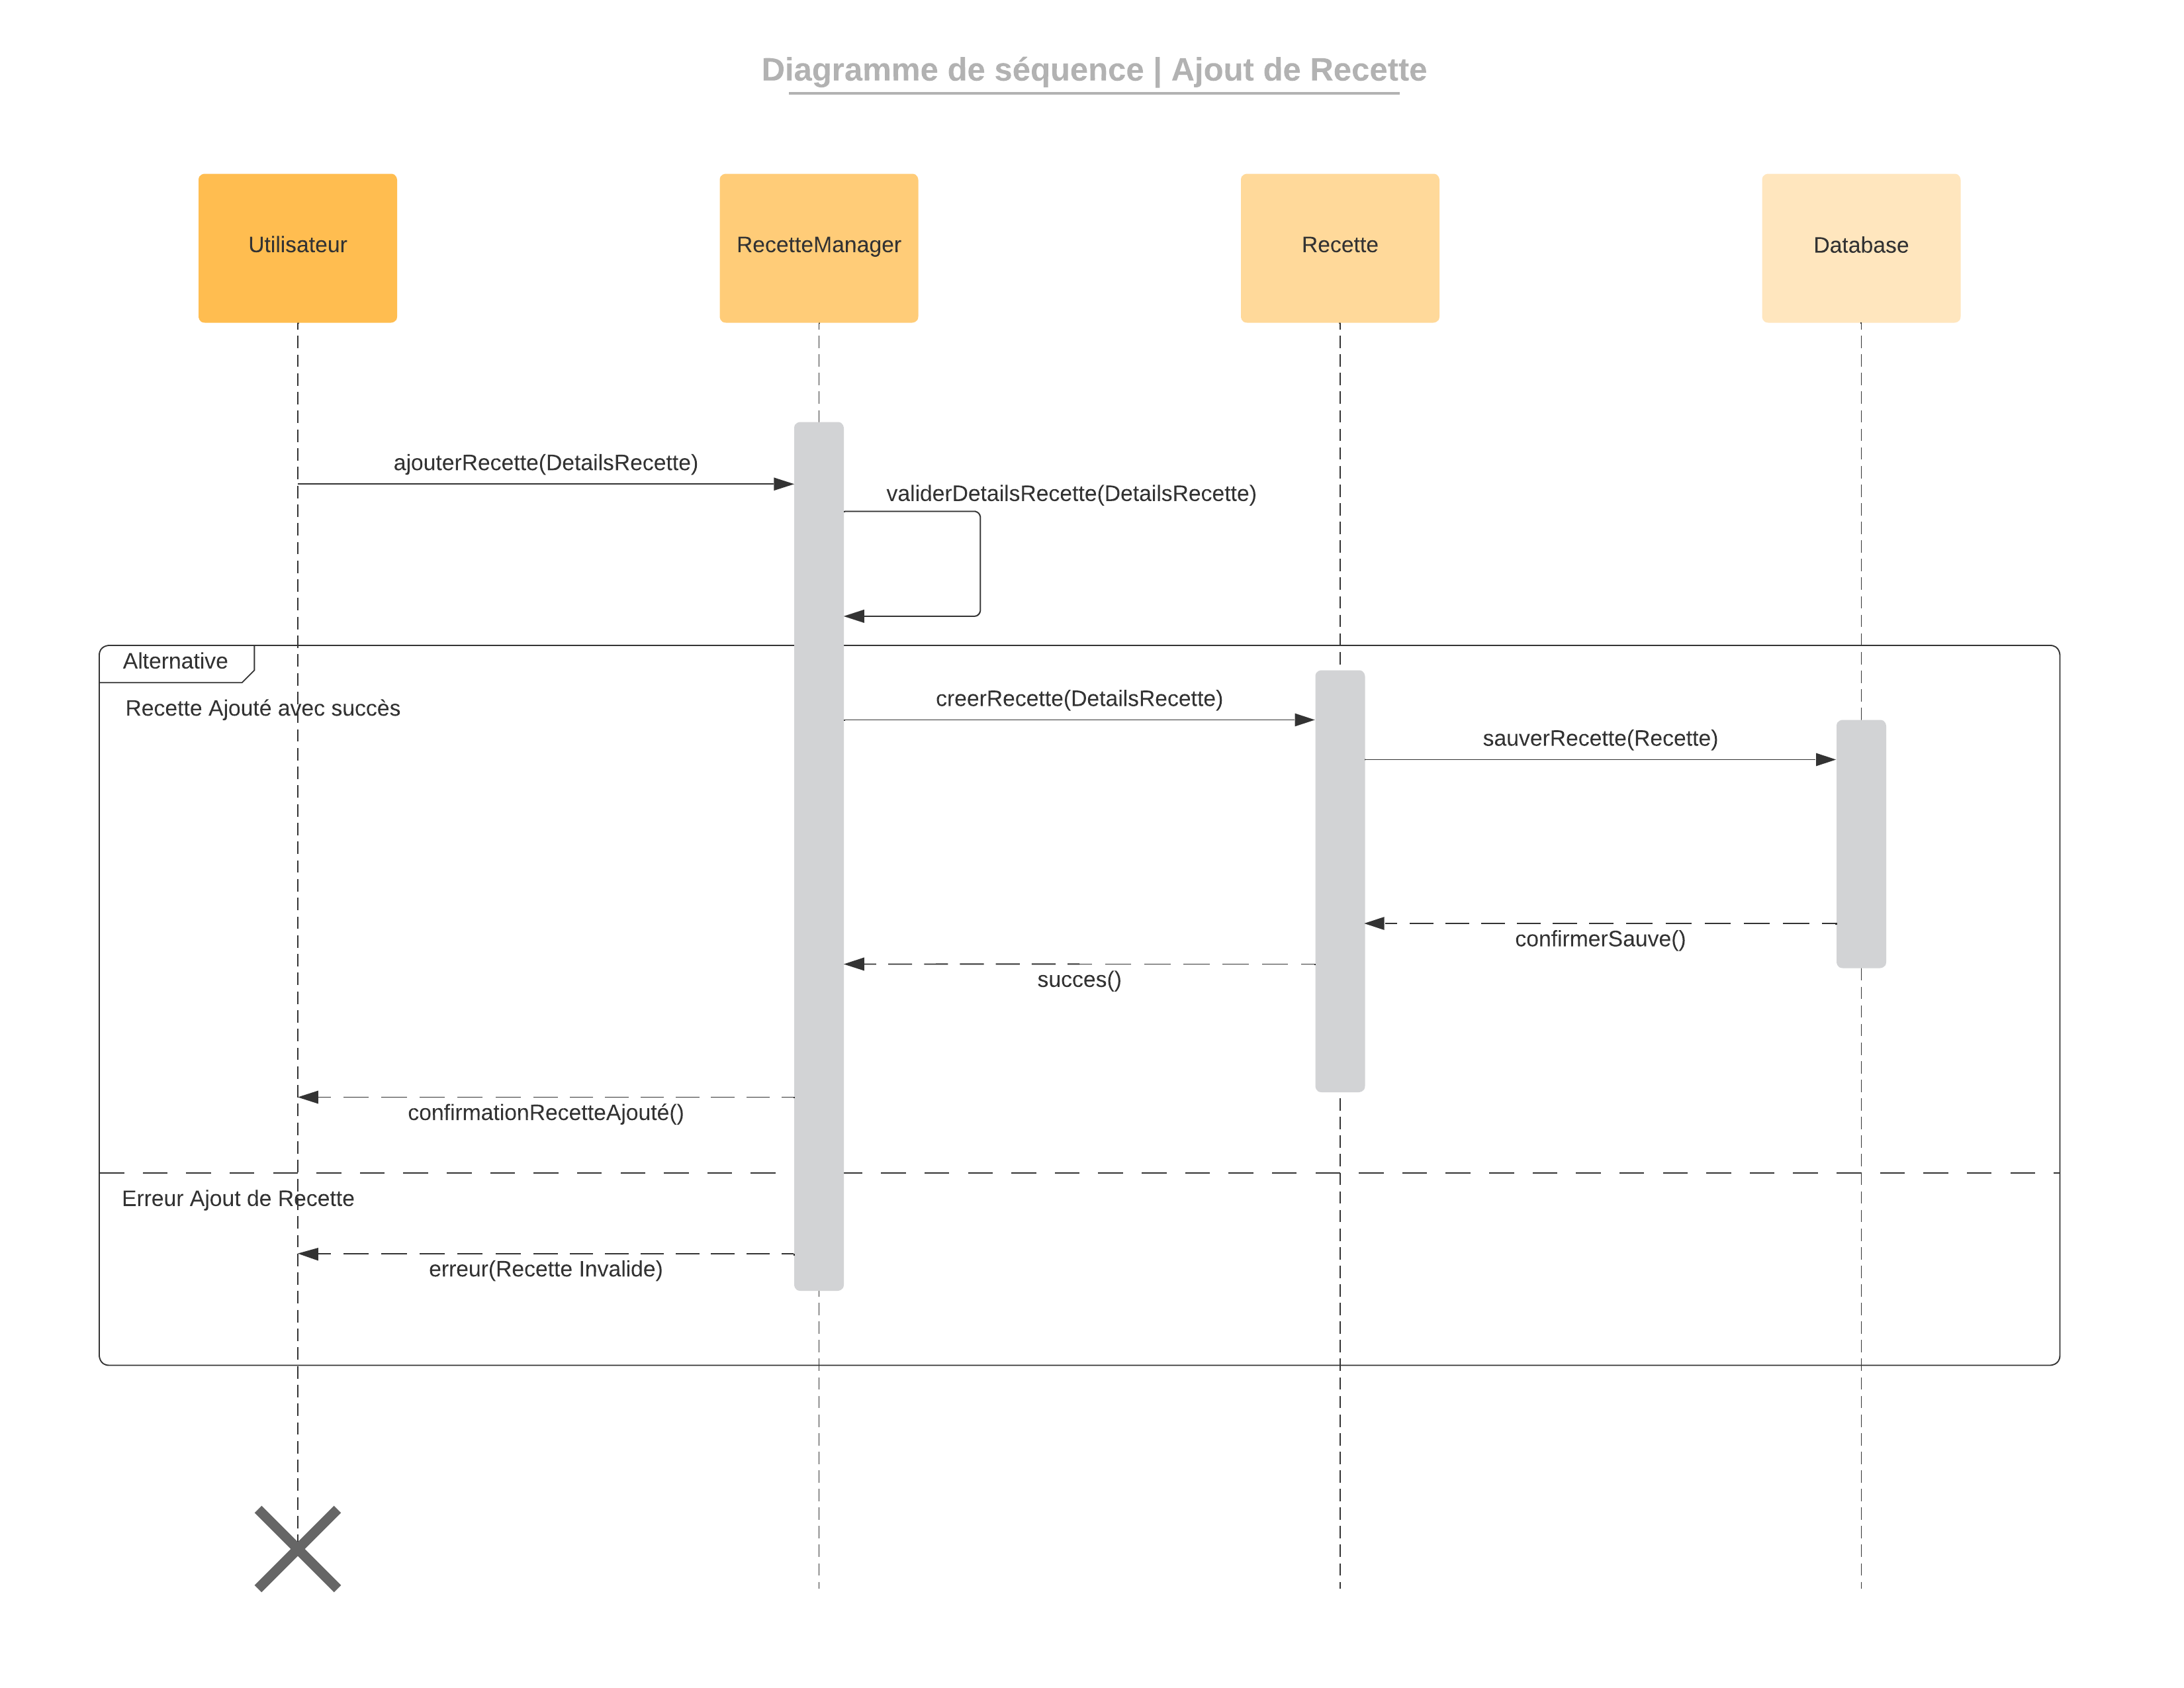 Diagramme de séquence | Ajout de Recette
Utilisateur
RecetteManager
Recette
Database
ajouterRecette(DetailsRecette)
validerDetailsRecette(DetailsRecette)
Alternative
Recette Ajouté avec succès
creerRecette(DetailsRecette)
sauverRecette(Recette)
confirmerSauve()
succes()
confirmationRecetteAjouté()
Erreur Ajout de Recette
erreur(Recette Invalide)